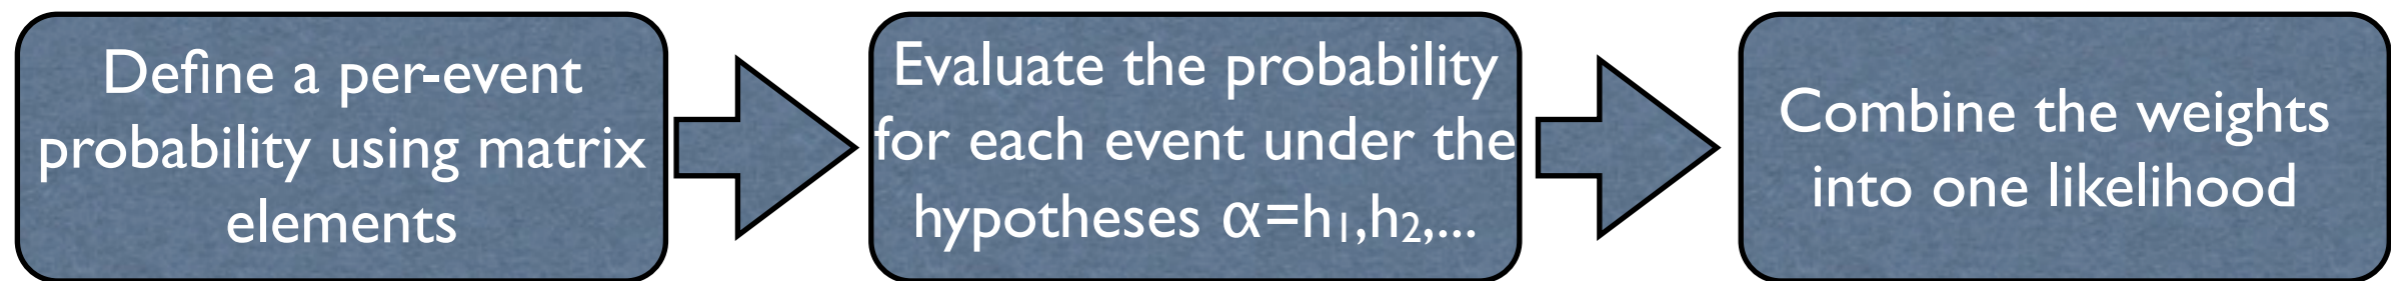 Define a per-event
probability using matrix
elements
Evaluate the probability
for each event under the
hypotheses α=h₁,h₂,...
Combine the weights
into one likelihood